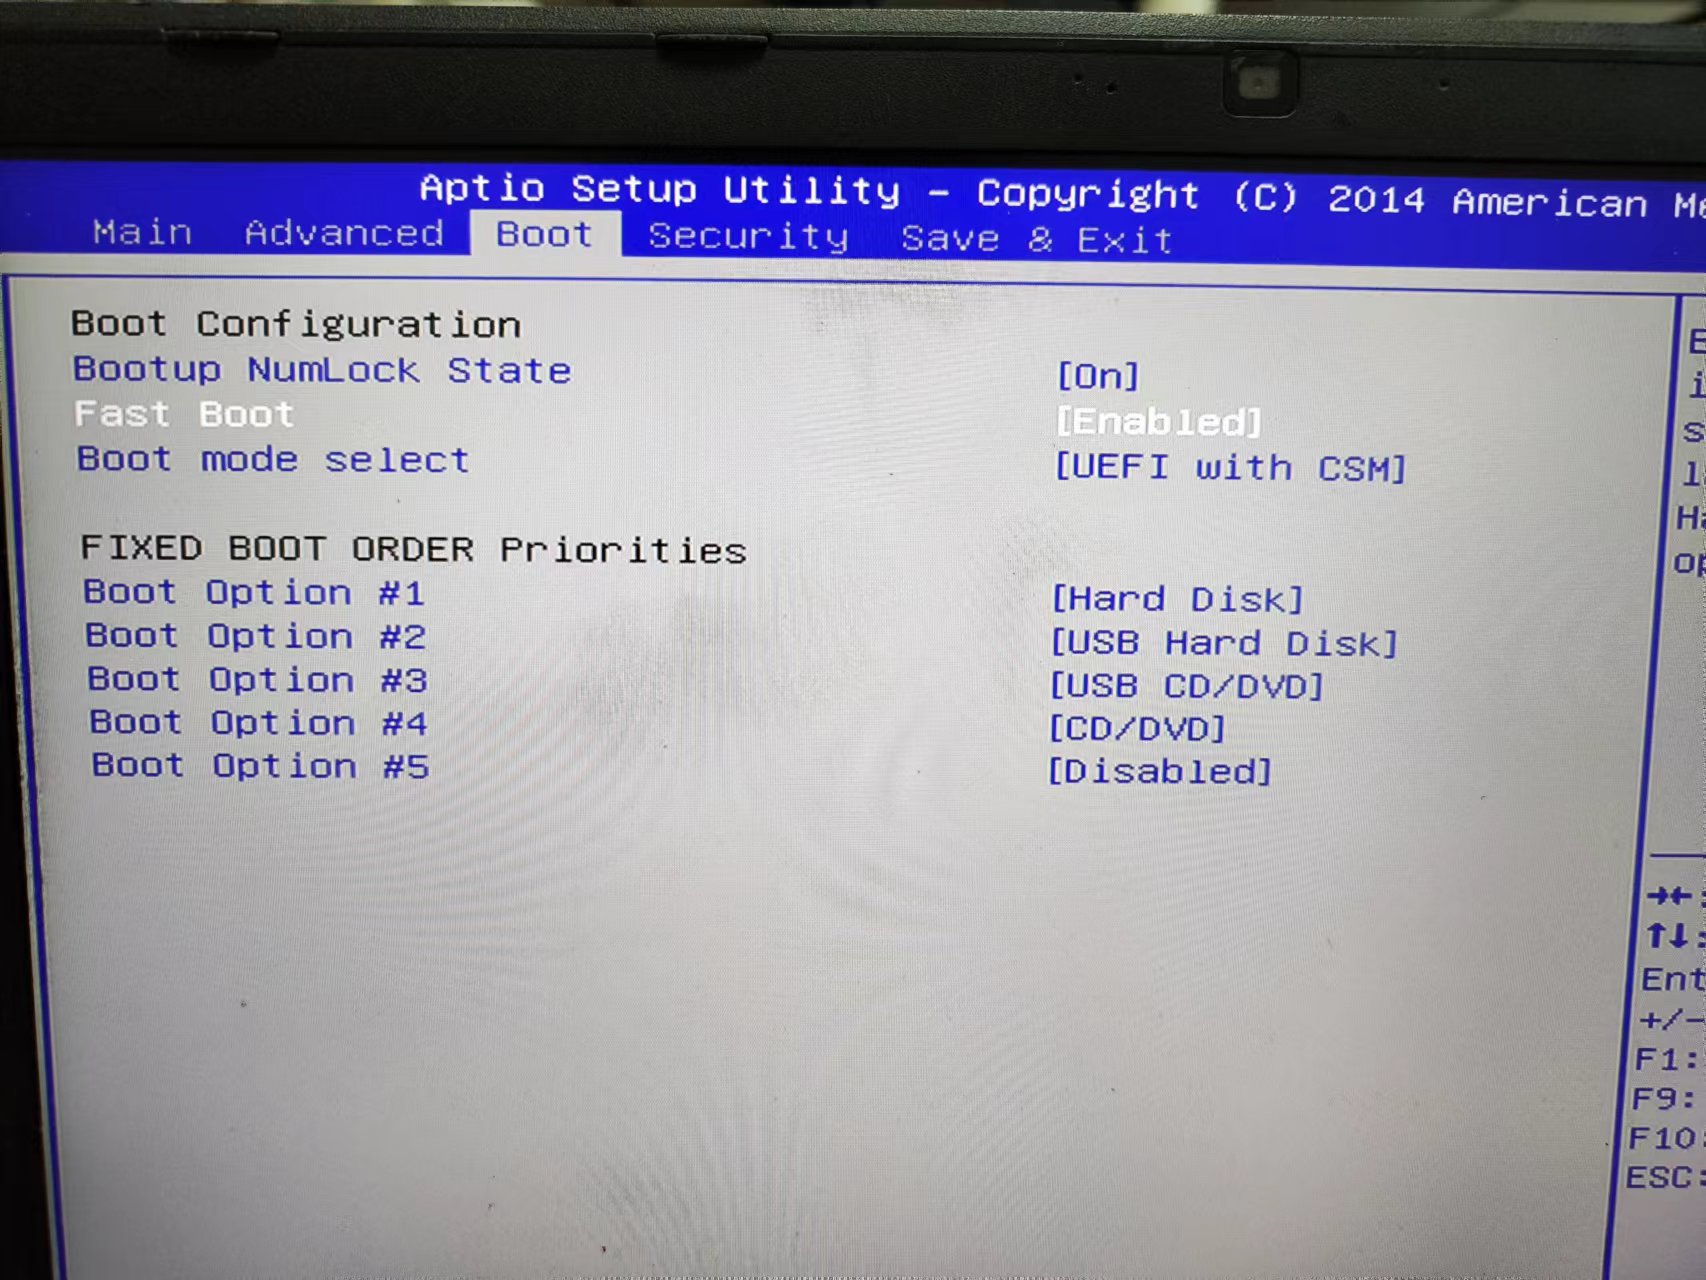 Aptio Setup Utility - Copyright (C) 2014 American
Main Advanced Boot Security Save & Exit
Boot Configuration
Bootup NumLock State [On]
Fast Boot [Enabled]
Boot mode select [UEFI with CSM]
FIXED BOOT ORDER Priorities
Boot Option #1 [Hard Disk]
Boot Option #2 [USB Hard Disk]
Boot Option #3 [USB CD/DVD]
Boot Option #4 [CD/DVD]
Boot Option #5 [Disabled]
→←:
↑↓:
Ent
+/-
F1:
F9:
F10:
ESC: